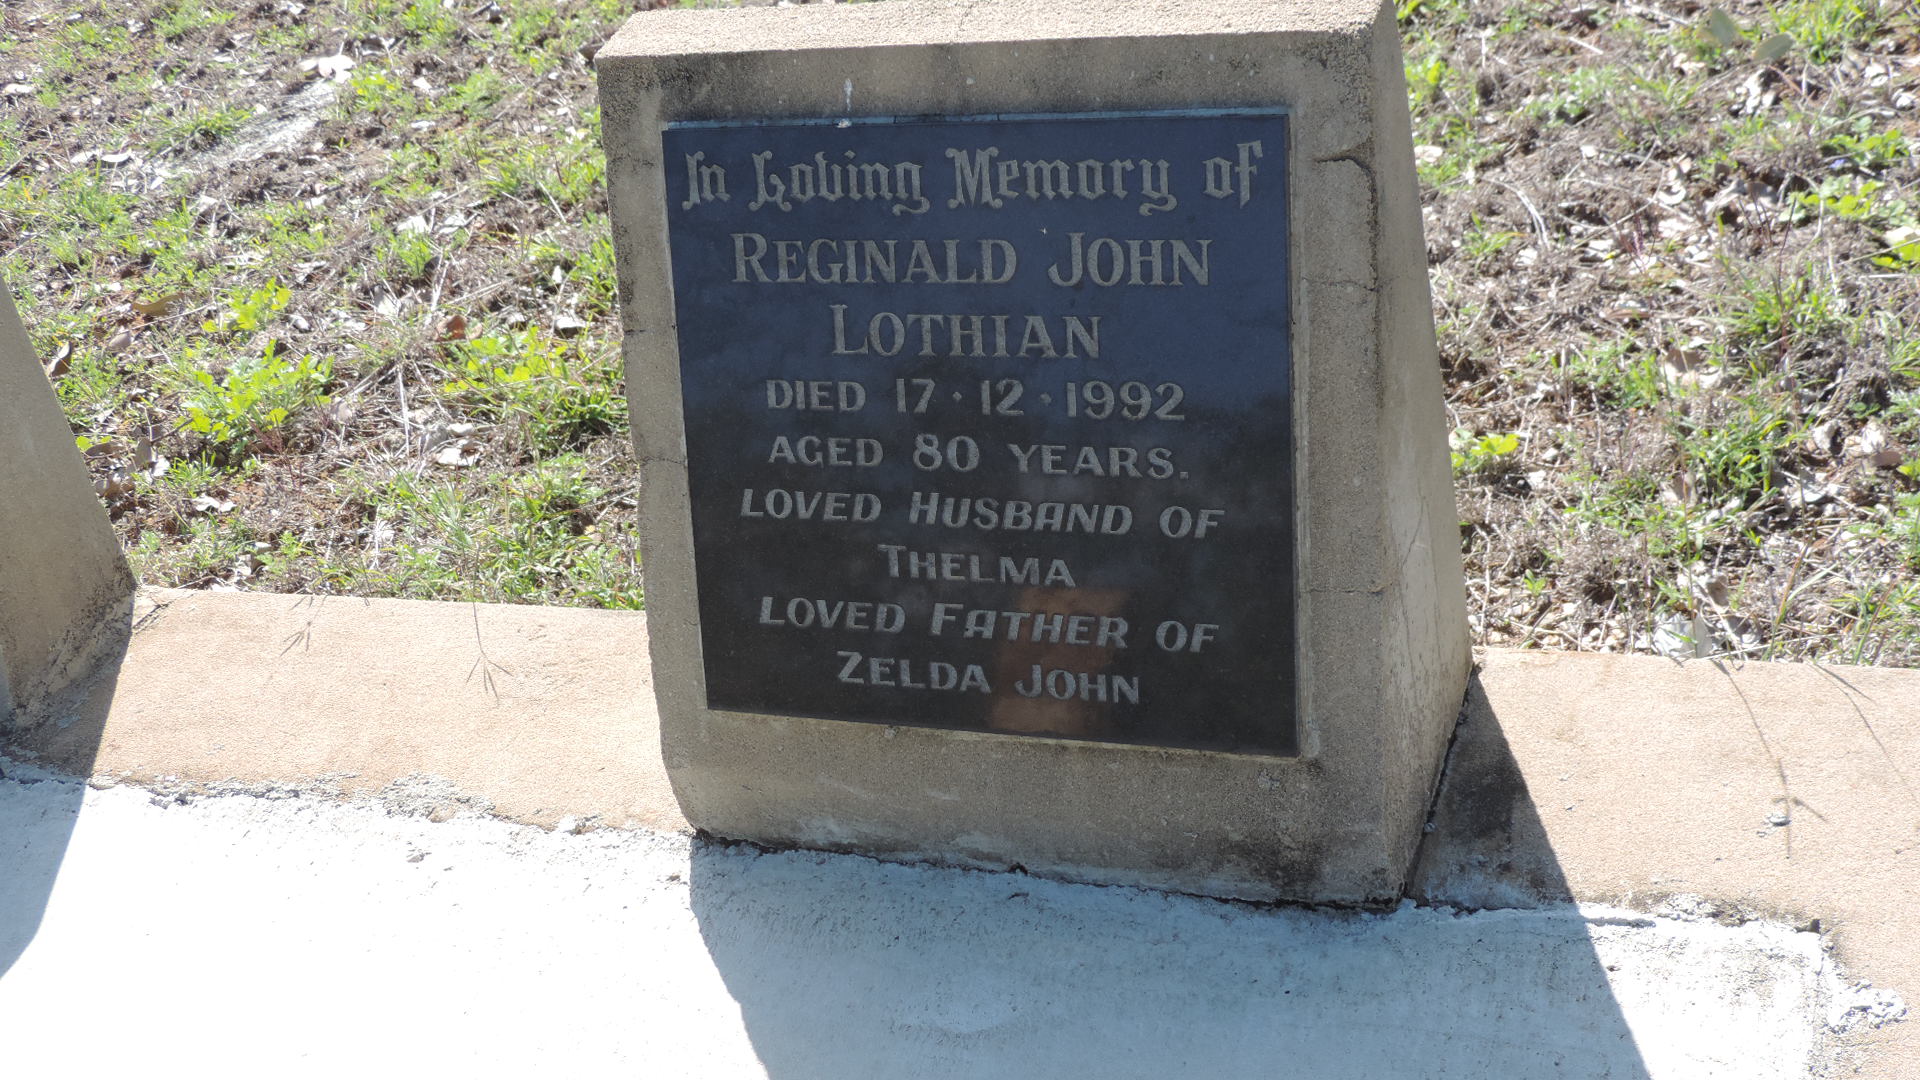 In Loving Memory of
REGINALD JOHN
LOTHIAN
DIED 17 · 12 · 1992
AGED 80 YEARS.
LOVED HUSBAND OF
THELMA
LOVED FATHER OF
ZELDA JOHN